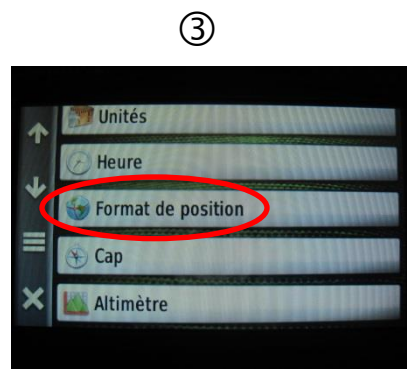 ③
Unités
Heure
Format de position
Cap
Altimètre